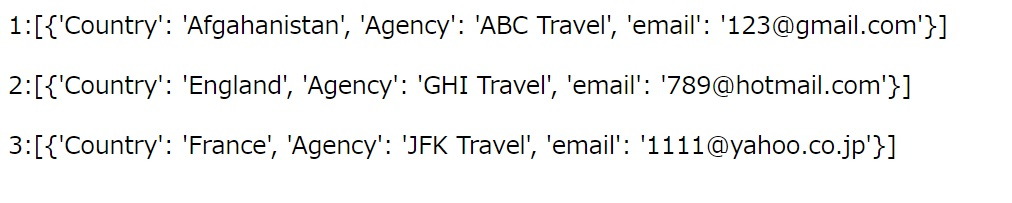 1:[{'Country': 'Afgahanistan', 'Agency': 'ABC Travel', 'email': '123@gmail.com'}]
2:[{'Country': 'England', 'Agency': 'GHI Travel', 'email': '789@hotmail.com'}]
3:[{'Country': 'France', 'Agency': 'JFK Travel', 'email': '1111@yahoo.co.jp'}]